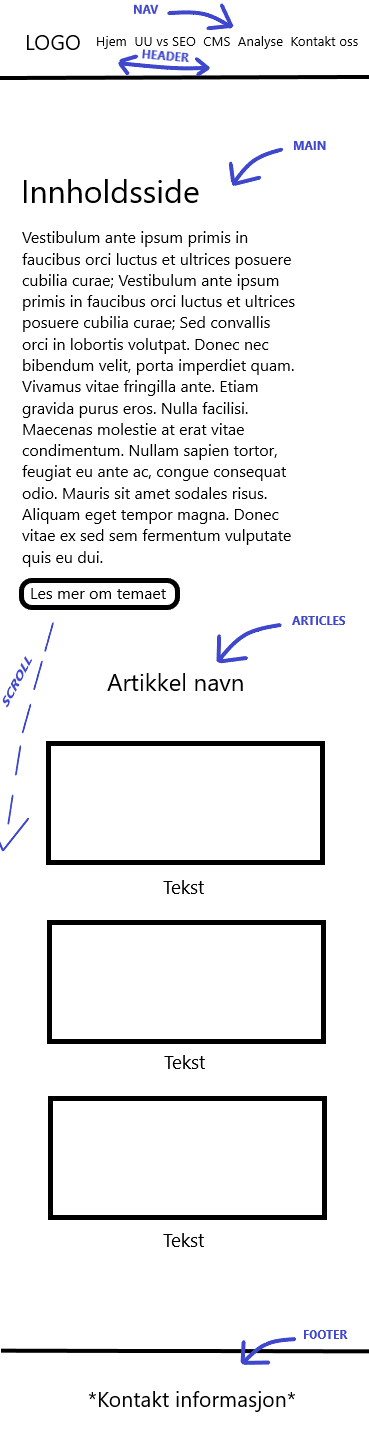 NAV
LOGO Hjem UU vs SEO CMS Analyse Kontakt oss
HEADER
MAIN
Innholdsside
Vestibulum ante ipsum primis in
faucibus orci luctus et ultrices posuere
cubilia curae; Vestibulum ante ipsum
primis in faucibus orci luctus et ultrices
posuere cubilia curae; Sed convallis
orci in lobortis volutpat. Donec nec
bibendum velit, porta imperdiet quam.
Vivamus vitae fringilla ante. Etiam
gravida purus eros. Nulla facilisi.
Maecenas molestie at erat vitae
condimentum. Nullam sapien tortor,
feugiat eu ante ac, congue consequat
odio. Mauris sit amet sodales risus.
Aliquam eget tempor magna. Donec
vitae ex sed sem fermentum vulputate
quis eu dui.
Les mer om temaet
ARTICLES
SCROLL
Artikkel navn
Tekst
Tekst
Tekst
FOOTER
*Kontakt informasjon*